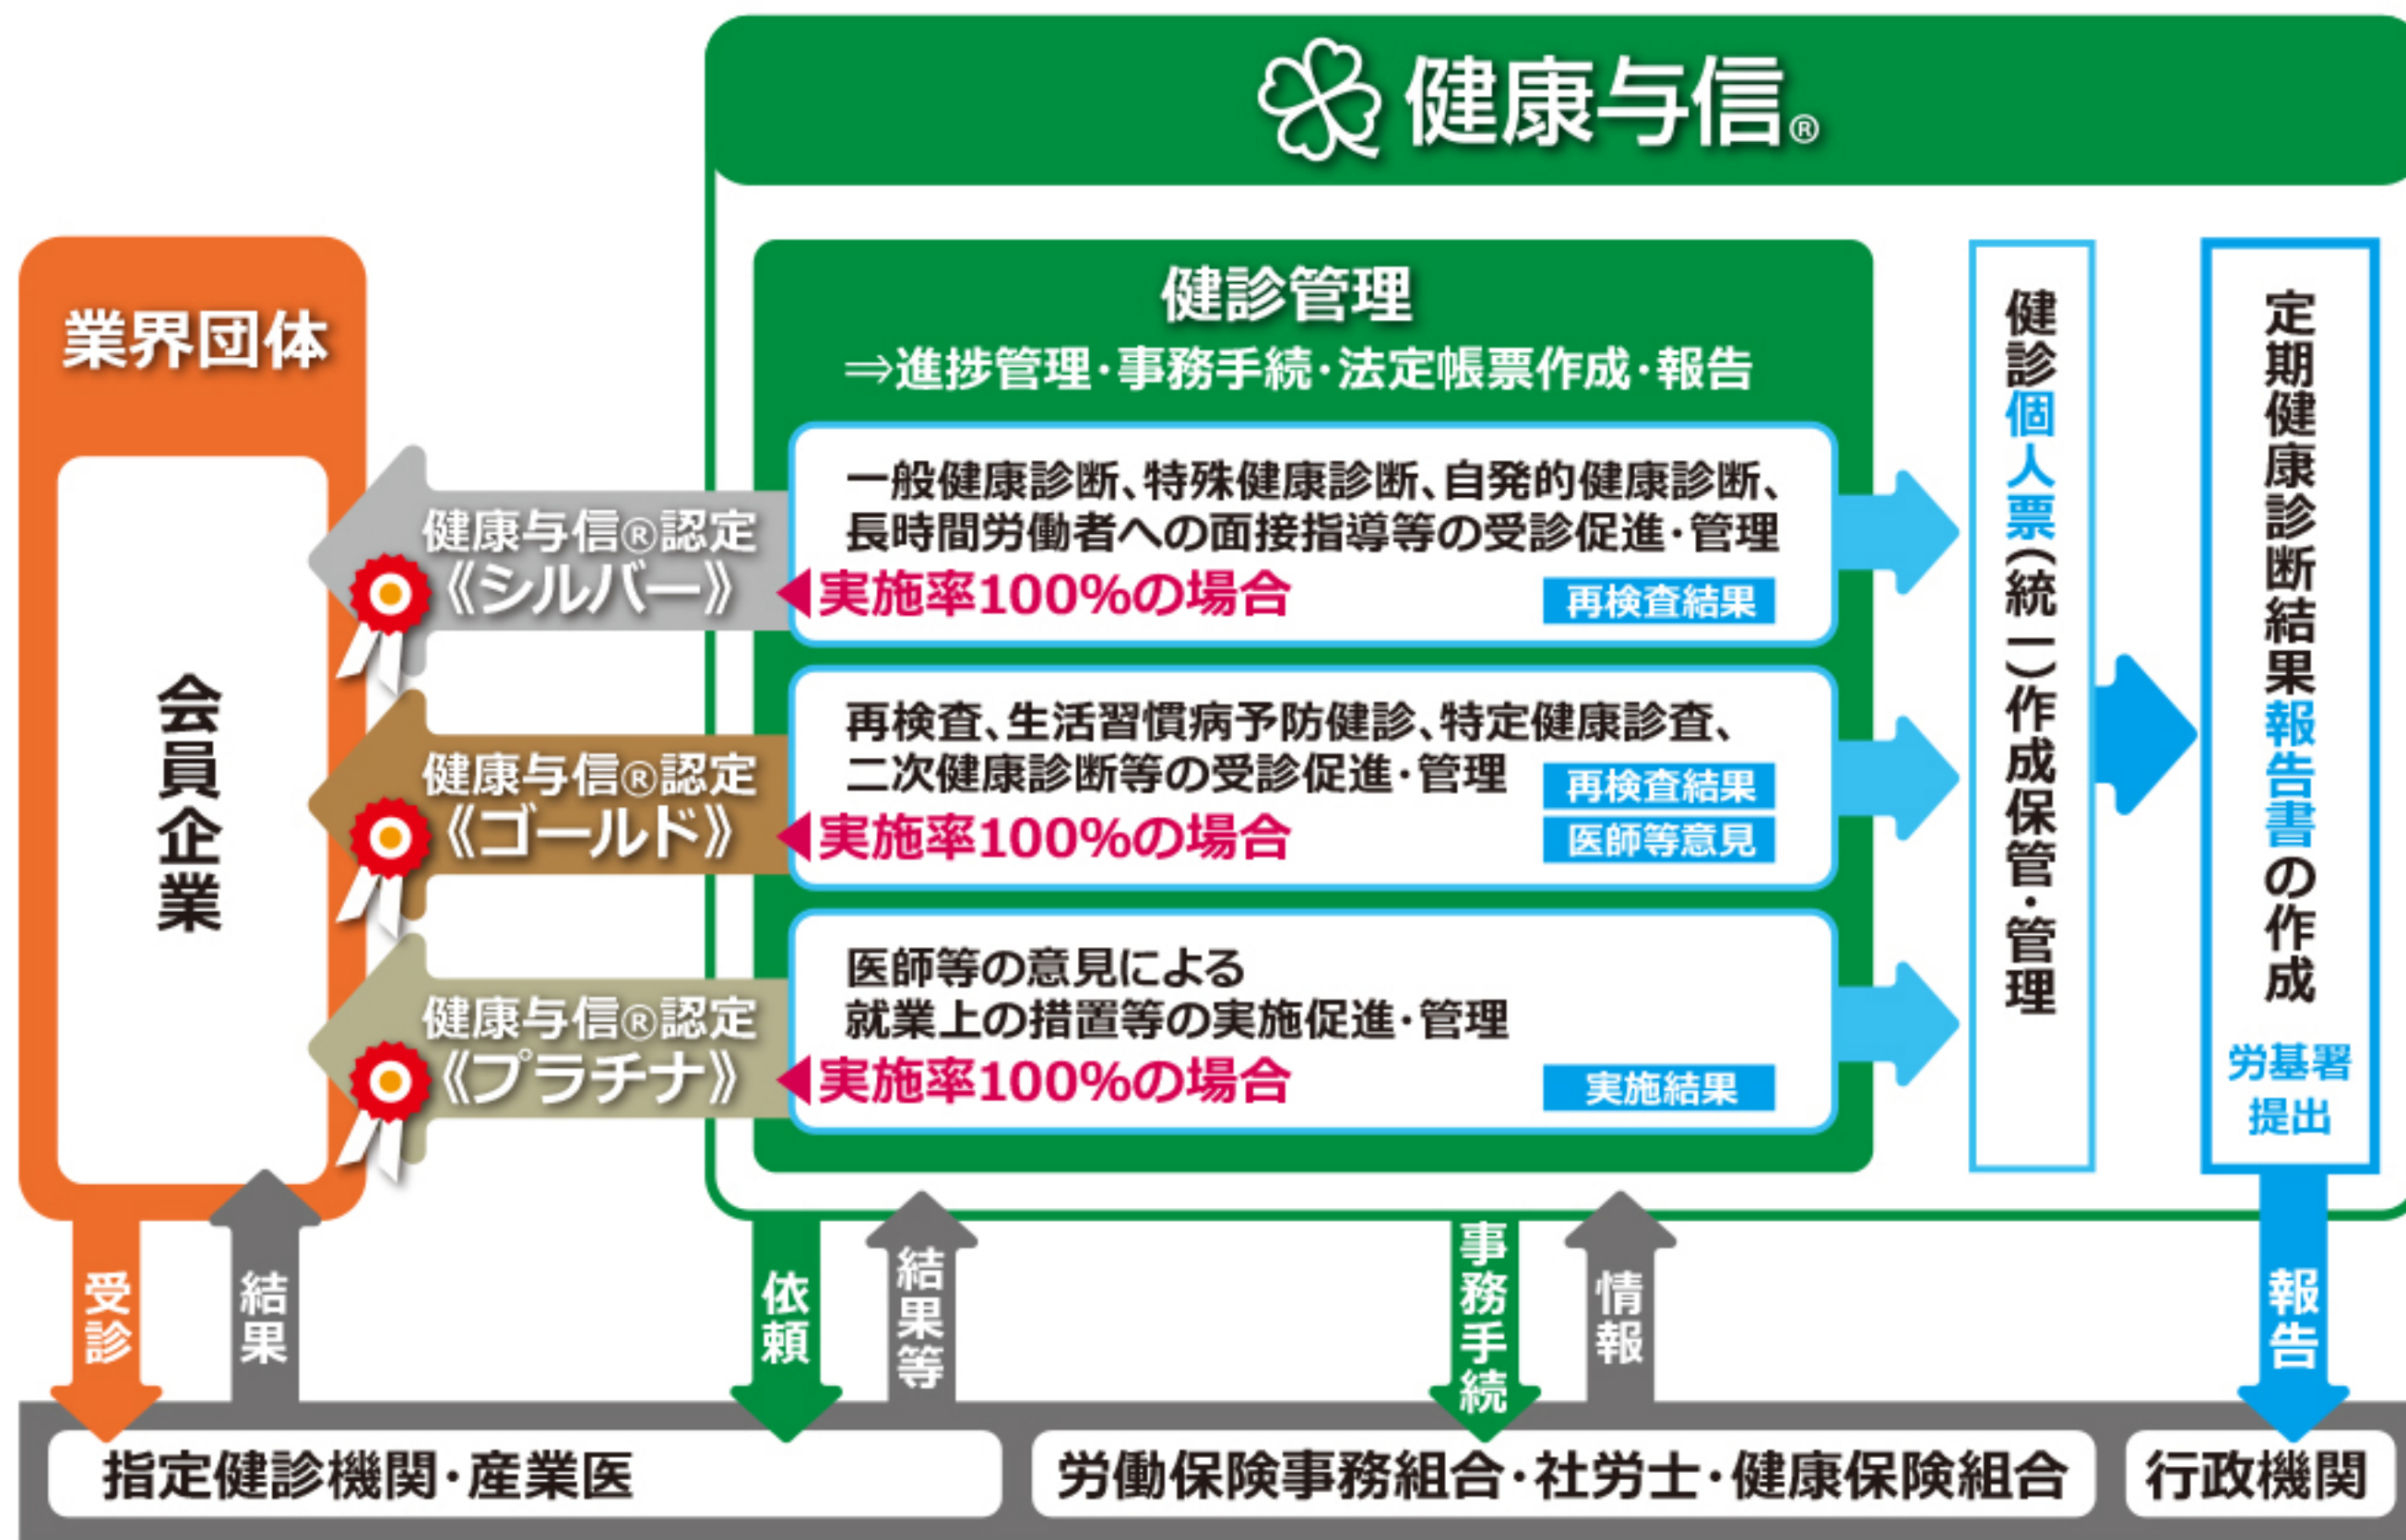 健康与信®
業界団体
会員企業
健康与信®認定
《シルバー》
健康与信®認定
《ゴールド》
健康与信®認定
《プラチナ》
健診管理
⇒進捗管理・事務手続・法定帳票作成・報告
一般健康診断、特殊健康診断、自発的健康診断、
長時間労働者への面接指導等の受診促進・管理
実施率100%の場合
再検査結果
再検査、生活習慣病予防健診、特定健康診査、
二次健康診断等の受診促進・管理
再検査結果
実施率100%の場合
医師等意見
医師等の意見による
就業上の措置等の実施促進・管理
実施率100%の場合
実施結果
健診個人票(統一)作成保管・管理
定期健康診断結果報告書の作成
労基署
提出
受診
結果
依頼
結果等
事務手続
情報
報告
指定健診機関・産業医
労働保険事務組合・社労士・健康保険組合
行政機関